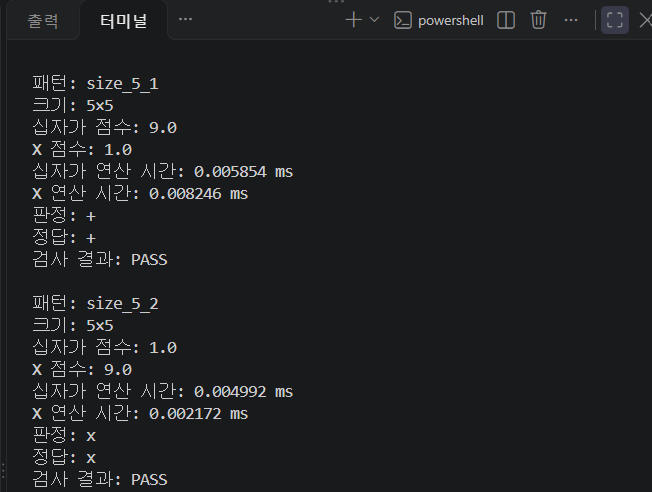 출력 터미널 ... powershell ...
패턴: size_5_1
크기: 5x5
십자가 점수: 9.0
X 점수: 1.0
십자가 연산 시간: 0.005854 ms
X 연산 시간: 0.008246 ms
판정: +
정답: +
검사 결과: PASS
패턴: size_5_2
크기: 5x5
십자가 점수: 1.0
X 점수: 9.0
십자가 연산 시간: 0.004992 ms
X 연산 시간: 0.002172 ms
판정: x
정답: x
검사 결과: PASS